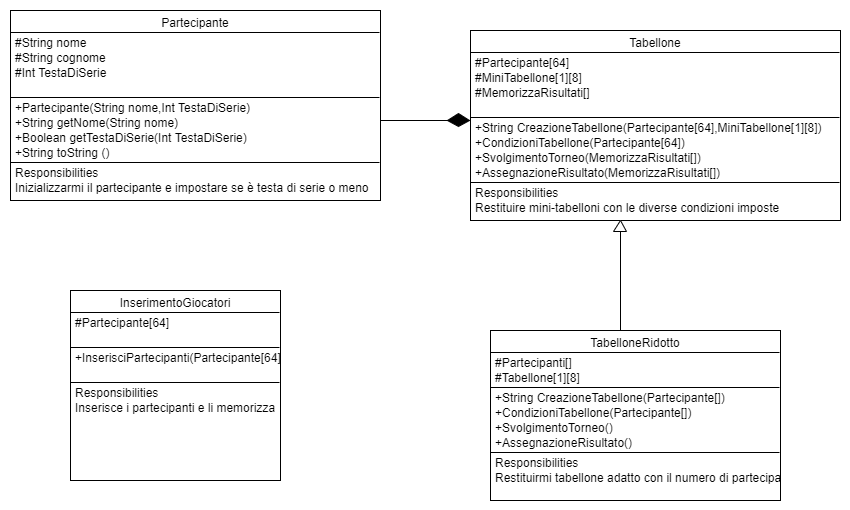 Partecipante
#String nome
#String cognome
#Int TestaDiSerie
+Partecipante(String nome,Int TestaDiSerie)
+String getNome(String nome)
+Boolean getTestaDiSerie(Int TestaDiSerie)
+String toString ()
Responsibilities
Inizializzarmi il partecipante e impostare se è testa di serie o meno
Tabellone
#Partecipante[64]
#MiniTabellone[1][8]
#MemorizzaRisultati[]
+String CreazioneTabellone(Partecipante[64],MiniTabellone[1][8])
+CondizioniTabellone(Partecipante[64])
+SvolgimentoTorneo(MemorizzaRisultati[])
+AssegnazioneRisultato(MemorizzaRisultati[])
Responsibilities
Restituire mini-tabelloni con le diverse condizioni imposte
InserimentoGiocatori
#Partecipante[64]
+InserisciPartecipanti(Partecipante[64]
Responsibilities
Inserisce i partecipanti e li memorizza
TabelloneRidotto
#Partecipanti[]
#Tabellone[1][8]
+String CreazioneTabellone(Partecipante[])
+CondizioniTabellone(Partecipante[])
+SvolgimentoTorneo()
+AssegnazioneRisultato()
Responsibilities
Restituirmi tabellone adatto con il numero di partecipa